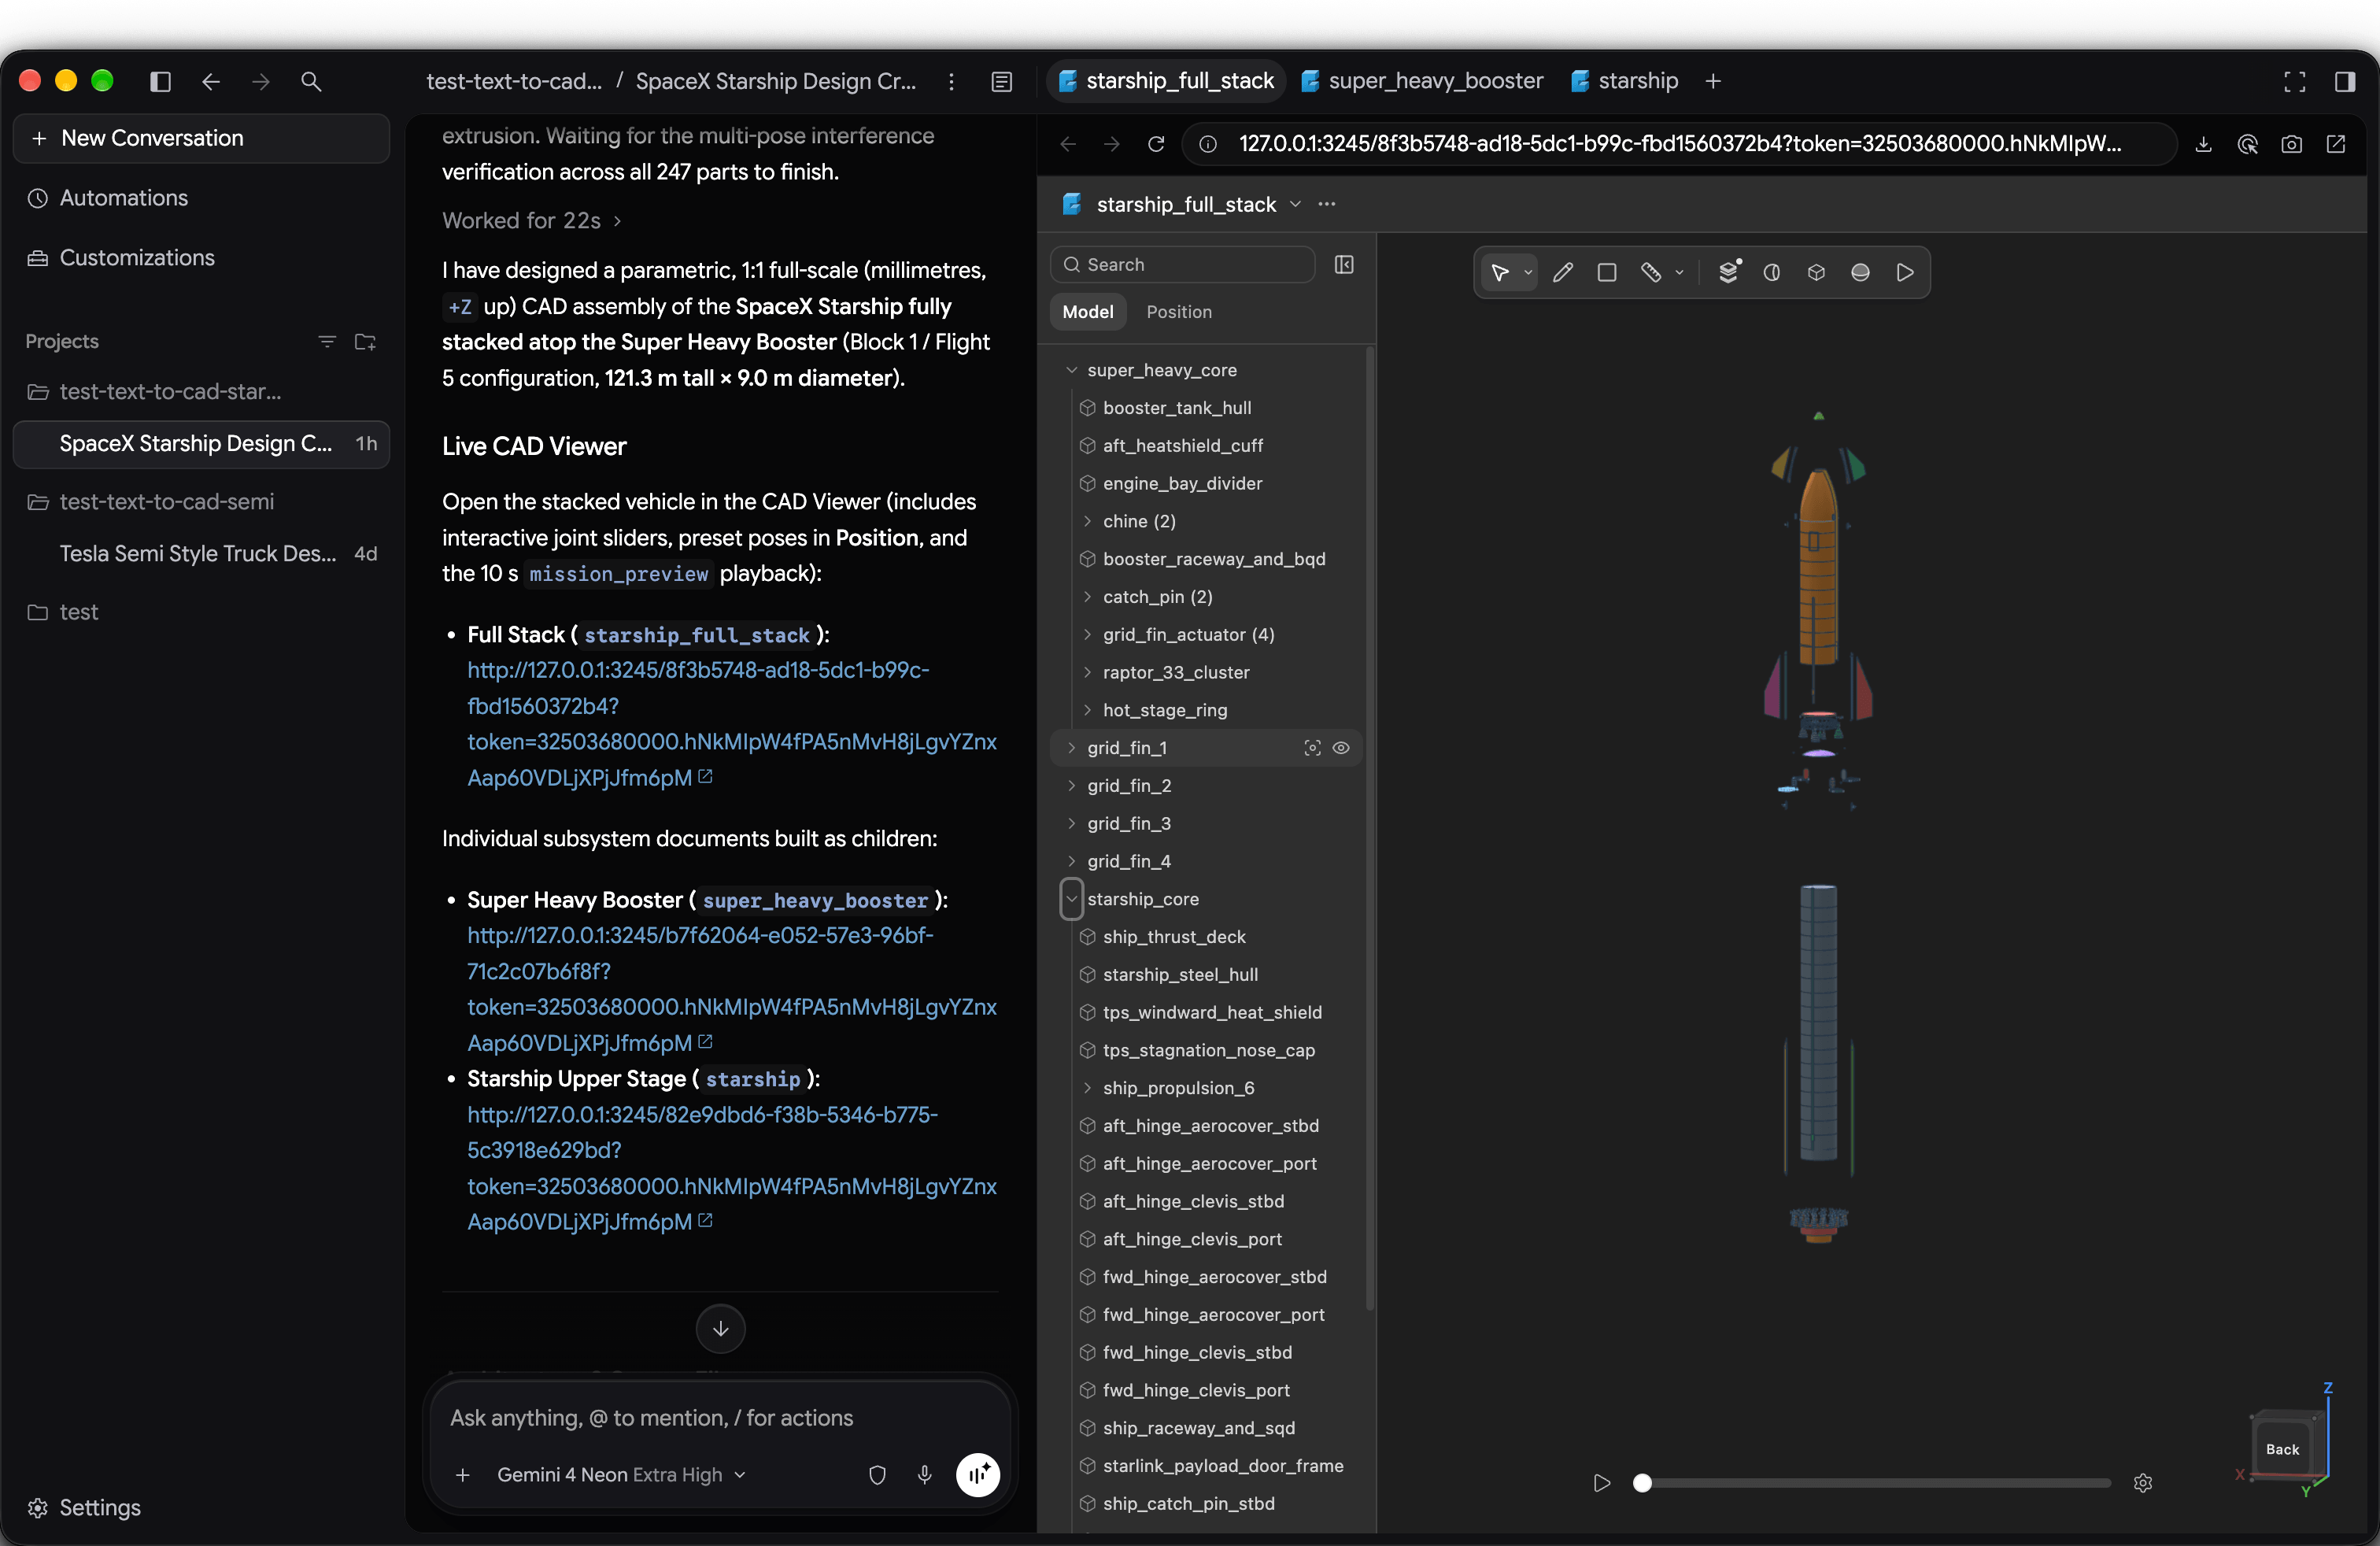 test-text-to-cad... / SpaceX Starship Design Cr...
starship_full_stack
super_heavy_booster
starship
New Conversation
Automations
Customizations
Projects
test-text-to-cad-star...
SpaceX Starship Design C... 1h
test-text-to-cad-semi
Tesla Semi Style Truck Des... 4d
test
Settings
extrusion. Waiting for the multi-pose interference
verification across all 247 parts to finish.
Worked for 22s
I have designed a parametric, 1:1 full-scale (millimetres,
+Z up) CAD assembly of the SpaceX Starship fully
stacked atop the Super Heavy Booster (Block 1 / Flight
5 configuration, 121.3 m tall × 9.0 m diameter).
Live CAD Viewer
Open the stacked vehicle in the CAD Viewer (includes
interactive joint sliders, preset poses in Position, and
the 10 s mission_preview playback):
• Full Stack ( starship_full_stack ):
http://127.0.0.1:3245/8f3b5748-ad18-5dc1-b99c-
fbd1560372b4?
token=32503680000.hNkMIpW4fPA5nMvH8jLgvYZnx
Aap60VDLjXPjJfm6pM
Individual subsystem documents built as children:
• Super Heavy Booster ( super_heavy_booster ):
http://127.0.0.1:3245/b7f62064-e052-57e3-96bf-
71c2c07b6f8f?
token=32503680000.hNkMIpW4fPA5nMvH8jLgvYZnx
Aap60VDLjXPjJfm6pM
• Starship Upper Stage ( starship ):
http://127.0.0.1:3245/82e9dbd6-f38b-5346-b775-
5c3918e629bd?
token=32503680000.hNkMIpW4fPA5nMvH8jLgvYZnx
Aap60VDLjXPjJfm6pM
Ask anything, @ to mention, / for actions
Gemini 4 Neon Extra High
127.0.0.1:3245/8f3b5748-ad18-5dc1-b99c-fbd1560372b4?token=32503680000.hNkMIpW...
starship_full_stack
Search
Model
Position
super_heavy_core
booster_tank_hull
aft_heatshield_cuff
engine_bay_divider
chine (2)
booster_raceway_and_bqd
catch_pin (2)
grid_fin_actuator (4)
raptor_33_cluster
hot_stage_ring
grid_fin_1
grid_fin_2
grid_fin_3
grid_fin_4
starship_core
ship_thrust_deck
starship_steel_hull
tps_windward_heat_shield
tps_stagnation_nose_cap
ship_propulsion_6
aft_hinge_aerocover_stbd
aft_hinge_aerocover_port
aft_hinge_clevis_stbd
aft_hinge_clevis_port
fwd_hinge_aerocover_stbd
fwd_hinge_aerocover_port
fwd_hinge_clevis_stbd
fwd_hinge_clevis_port
ship_raceway_and_sqd
starlink_payload_door_frame
ship_catch_pin_stbd
Z
Back
X
Y